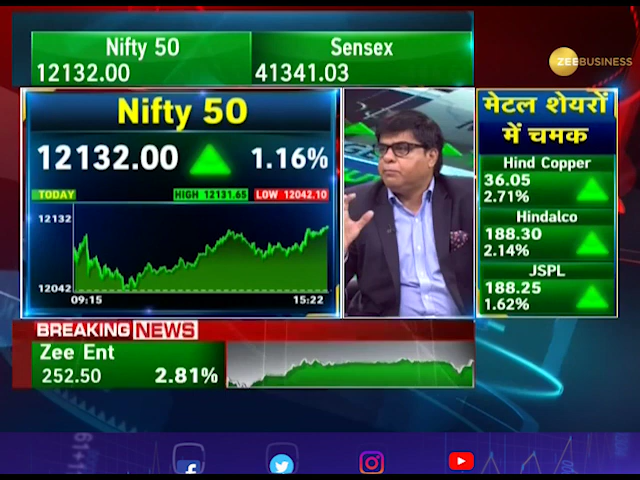 Nifty 50
12132.00
Sensex
41341.03
ZEEBUSINESS
Nifty 50
12132.00 1.16%
TODAY HIGH 12131.65 LOW 12042.10
12132
12042
09:15 15:22
मेटल शेयरों
में चमक
Hind Copper
36.05
2.71%
Hindalco
188.30
2.14%
JSPL
188.25
1.62%
BREAKING NEWS
Zee Ent
252.50 2.81%